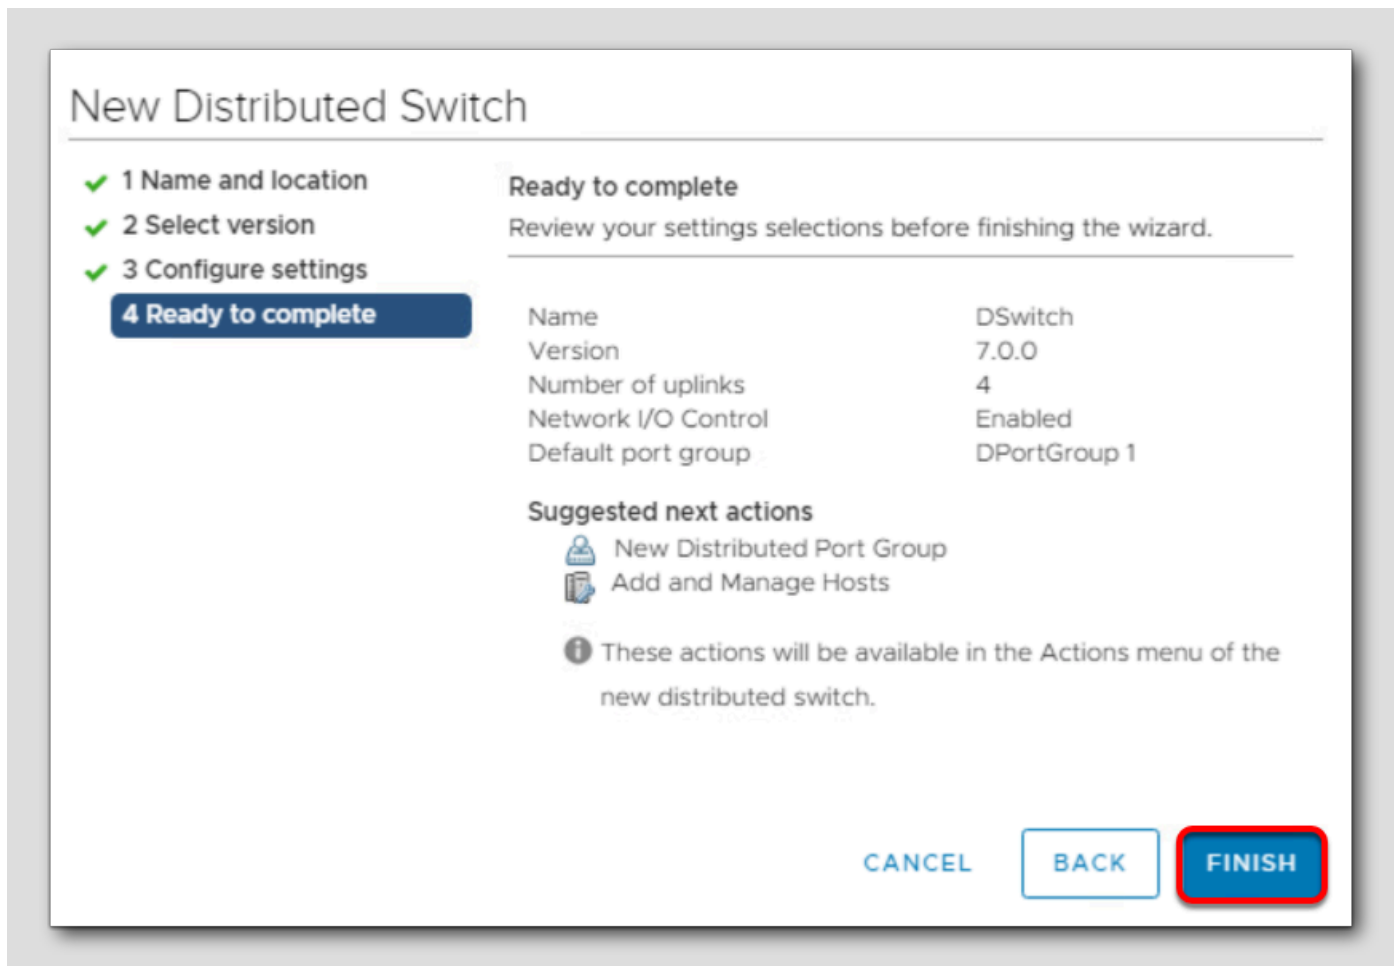 New Distributed Switch
1 Name and location
2 Select version
3 Configure settings
4 Ready to complete
Ready to complete
Review your settings selections before finishing the wizard.
Name DSwitch
Version 7.0.0
Number of uplinks 4
Network I/O Control Enabled
Default port group DPortGroup 1
Suggested next actions
New Distributed Port Group
Add and Manage Hosts
These actions will be available in the Actions menu of the
new distributed switch.
CANCEL BACK FINISH